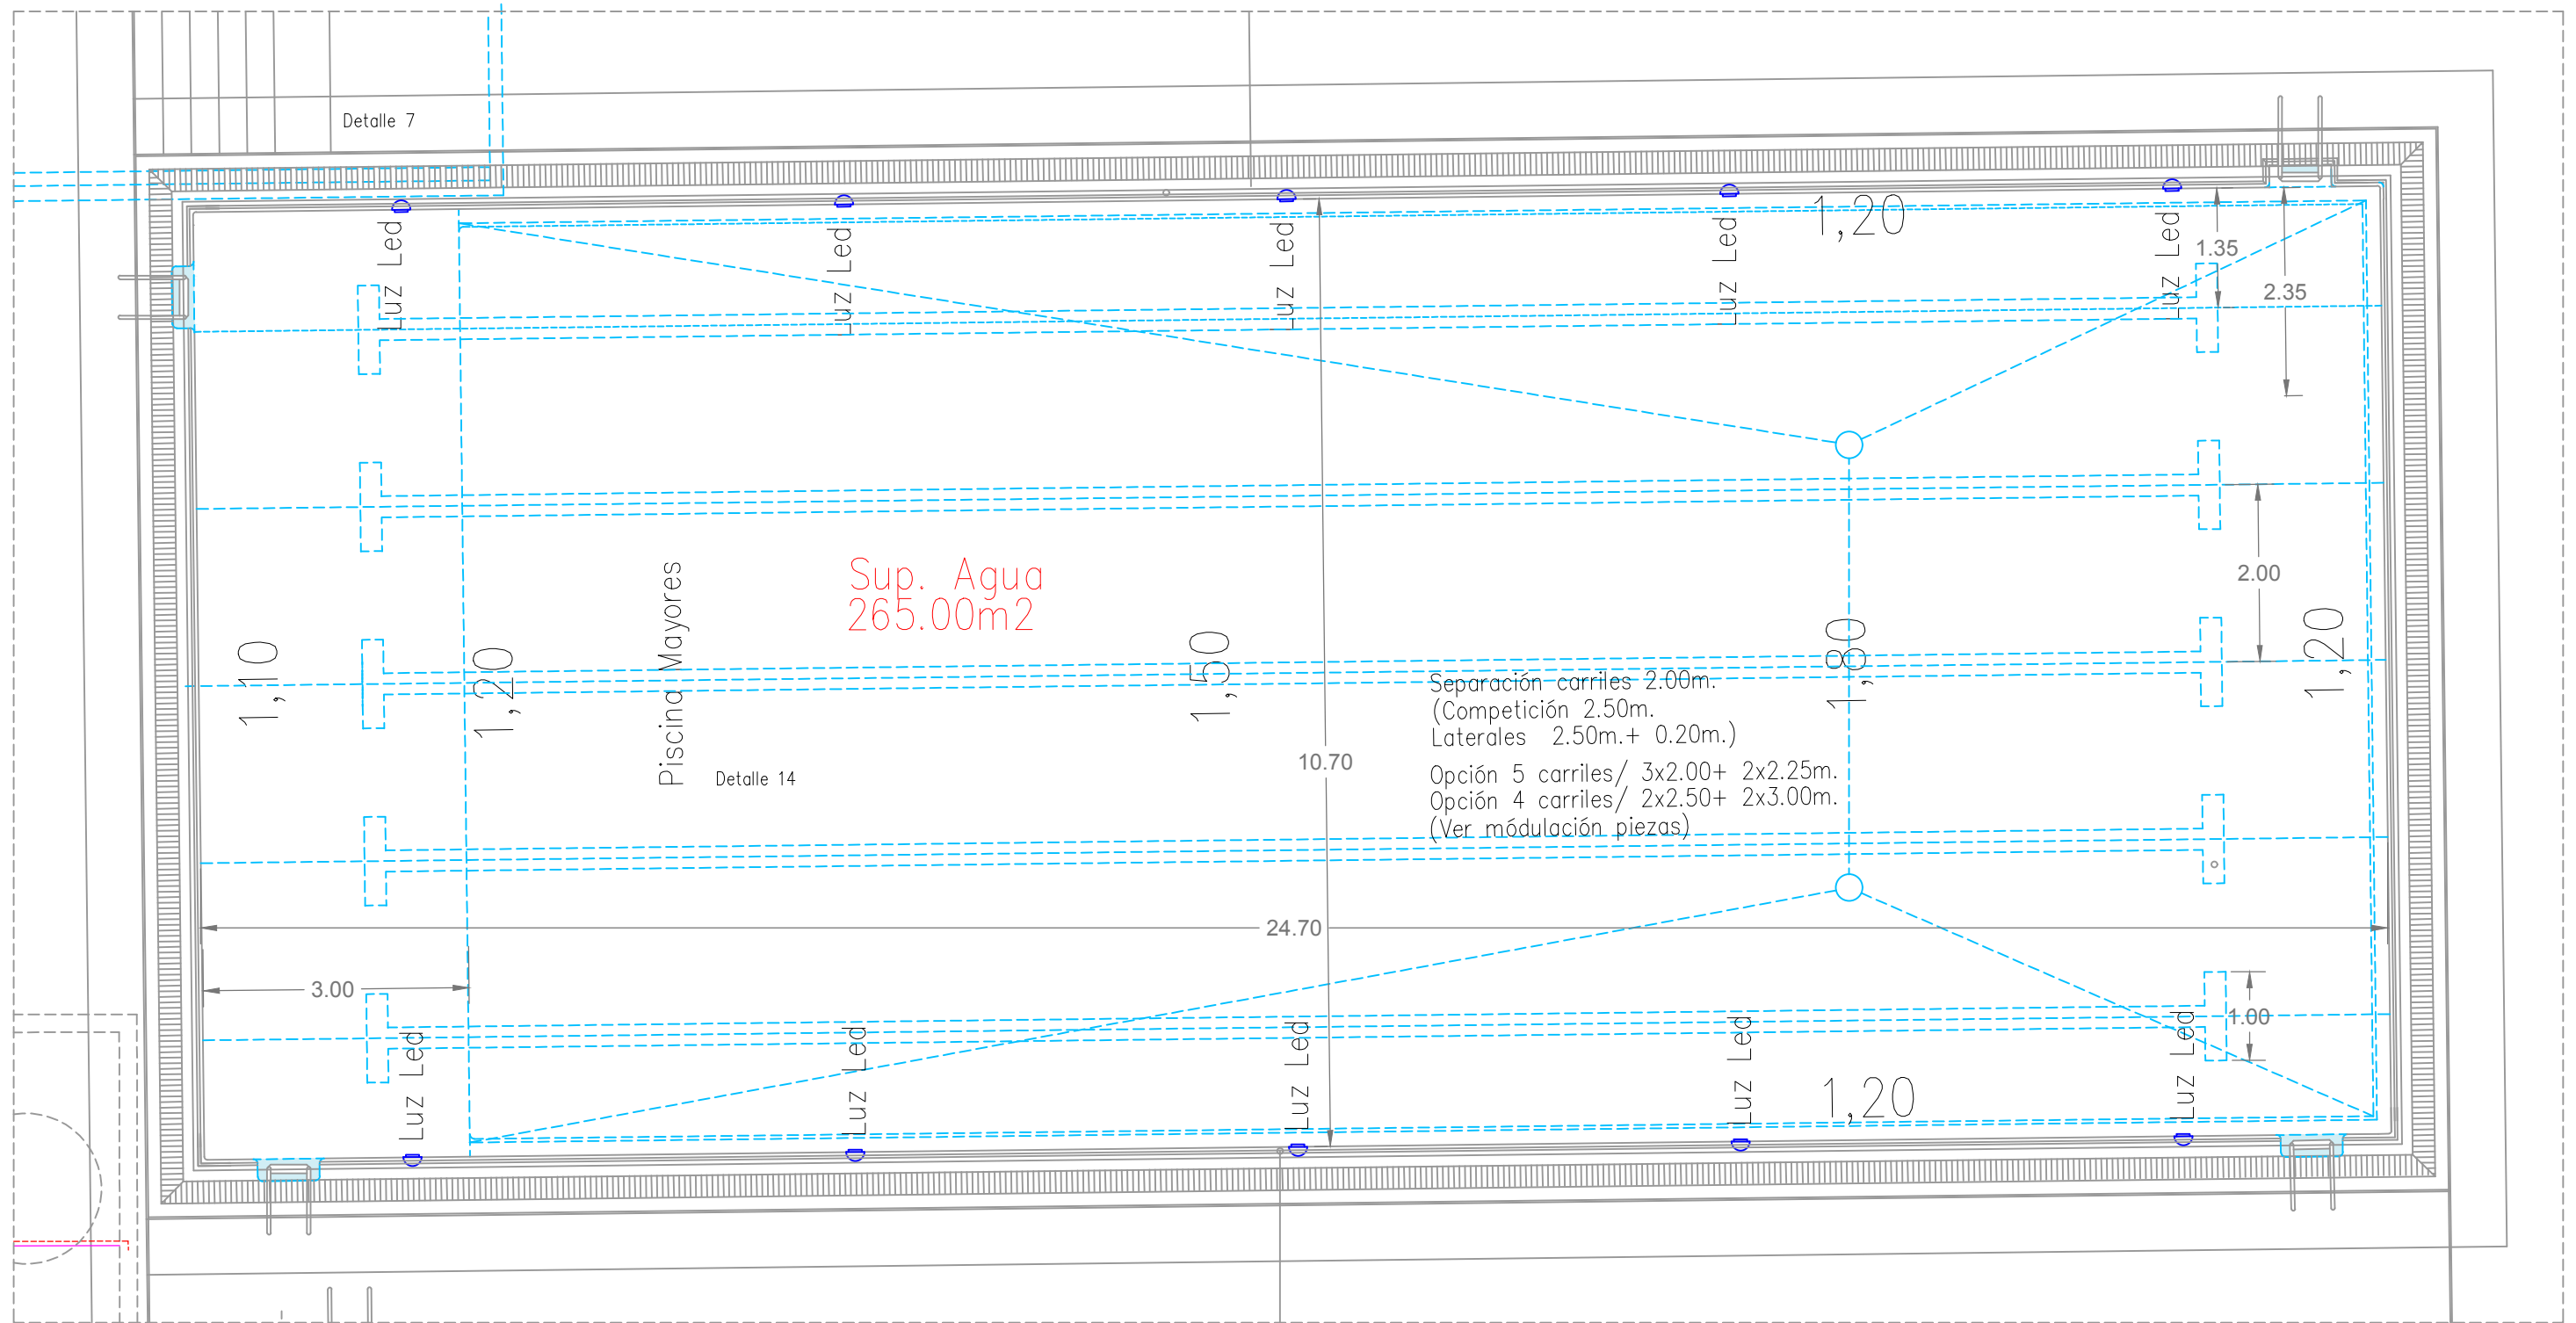 Detalle 7
Luz Led
Luz Led
Luz Led
Luz Led
Luz Led
1,20
1.35
2.35
Sup. Agua
265.00m2
2.00
1,10
1,20
Piscina Mayores
Detalle 14
1,50
1,80
1,20
Separación carriles 2.00m.
(Competición 2.50m.
Laterales 2.50m.+ 0.20m.)
Opción 5 carriles/ 3x2.00+ 2x2.25m.
Opción 4 carriles/ 2x2.50+ 2x3.00m.
(Ver módulación piezas)
10.70
24.70
3.00
1.00
Luz Led
Luz Led
Luz Led
Luz Led
Luz Led
1,20